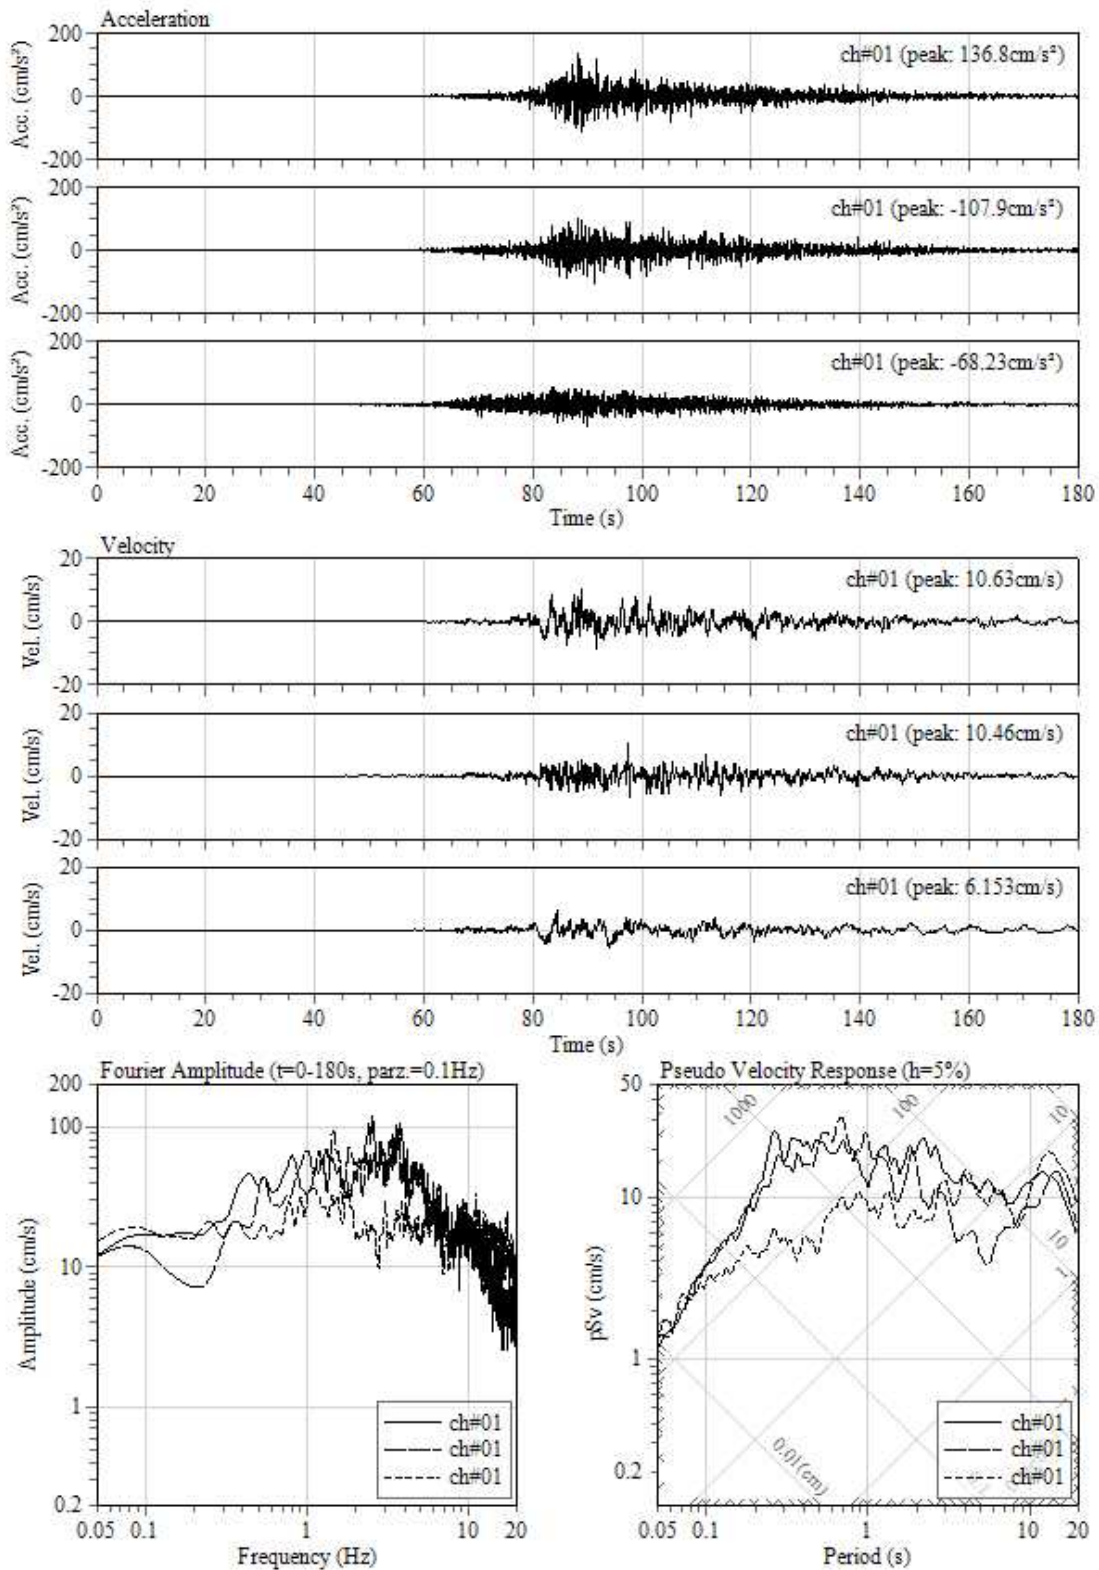 Acceleration
200
0
-200
Acc. (cm/s²)
ch#01 (peak: 136.8cm/s²)
200
0
-200
Acc. (cm/s²)
ch#01 (peak: -107.9cm/s²)
200
0
-200
Acc. (cm/s²)
ch#01 (peak: -68.23cm/s²)
0 20 40 60 80 100 120 140 160 180
Time (s)
Velocity
20
0
-20
Vel. (cm/s)
ch#01 (peak: 10.63cm/s)
20
0
-20
Vel. (cm/s)
ch#01 (peak: 10.46cm/s)
20
0
-20
Vel. (cm/s)
ch#01 (peak: 6.153cm/s)
0 20 40 60 80 100 120 140 160 180
Time (s)
Fourier Amplitude (t=0-180s, parz.=0.1Hz)
200
100
10
1
0.2
Amplitude (cm/s)
ch#01
ch#01
ch#01
0.05 0.1 1 10 20
Frequency (Hz)
Pseudo Velocity Response (h=5%)
50
10
1
0.2
pSv (cm/s)
1000
100
10
10
1
0.01(cm)
ch#01
ch#01
ch#01
0.05 0.1 1 10 20
Period (s)